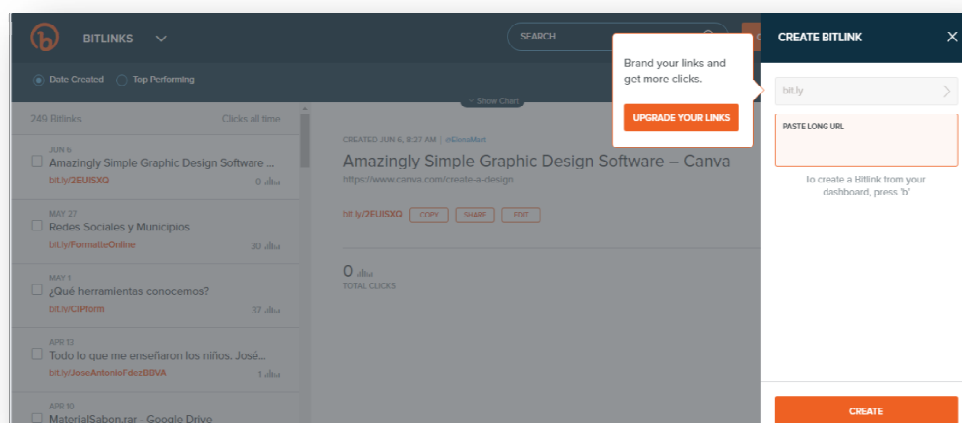 BITLINKS
SEARCH
Date Created
Top Performing
Show Chart
249 Bitlinks
Clicks all time
JUN 6
Amazingly Simple Graphic Design Software ...
bit.ly/2EUISXQ
0
MAY 27
Redes Sociales y Municipios
bit.ly/FormatleOnline
30
MAY 1
¿Qué herramientas conocemos?
bit.ly/CIPform
37
APR 13
Todo lo que me enseñaron los niños. José...
bit.ly/JoseAntonioFdezBBVA
1
APR 10
MaterialSabon.rar - Google Drive
CREATED JUN 6, 9:37 AM |
Amazingly Simple Graphic Design Software – Canva
https://www.canva.com/create-a-design
bit.ly/2EUISXQ
COPY
SHARE
EDIT
0
TOTAL CLICKS
Brand your links and
get more clicks.
UPGRADE YOUR LINKS
CREATE BITLINK
bit.ly
PASTE LONG URL
To create a Bitlink from your
dashboard, press 'b'
CREATE